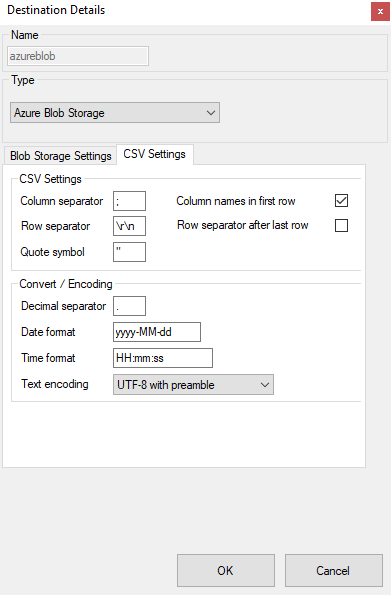 Destination Details
x
Name
azureblob
Type
Azure Blob Storage
Blob Storage Settings CSV Settings
CSV Settings
Column separator ; Column names in first row
Row separator \r\n Row separator after last row
Quote symbol "
Convert / Encoding
Decimal separator .
Date format yyyy-MM-dd
Time format HH:mm:ss
Text encoding UTF-8 with preamble
OK Cancel